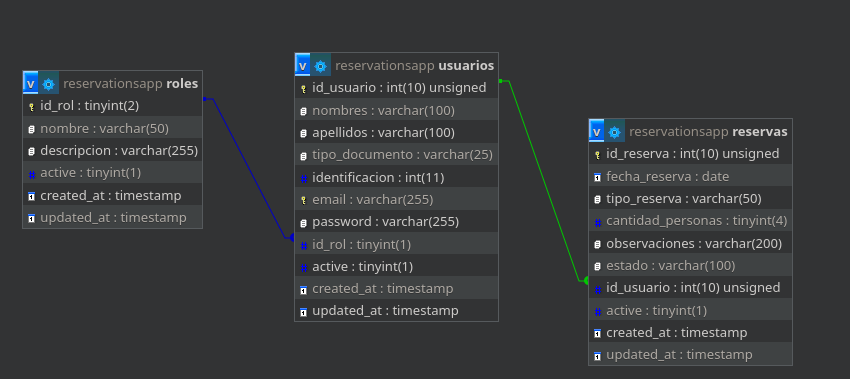 v reservationsapp roles
id_rol : tinyint(2)
nombre : varchar(50)
descripcion : varchar(255)
active : tinyint(1)
created_at : timestamp
updated_at : timestamp
v reservationsapp usuarios
id_usuario : int(10) unsigned
nombres : varchar(100)
apellidos : varchar(100)
tipo_documento : varchar(25)
identificacion : int(11)
email : varchar(255)
password : varchar(255)
id_rol : tinyint(1)
active : tinyint(1)
created_at : timestamp
updated_at : timestamp
v reservationsapp reservas
id_reserva : int(10) unsigned
fecha_reserva : date
tipo_reserva : varchar(50)
cantidad_personas : tinyint(4)
observaciones : varchar(200)
estado : varchar(100)
id_usuario : int(10) unsigned
active : tinyint(1)
created_at : timestamp
updated_at : timestamp